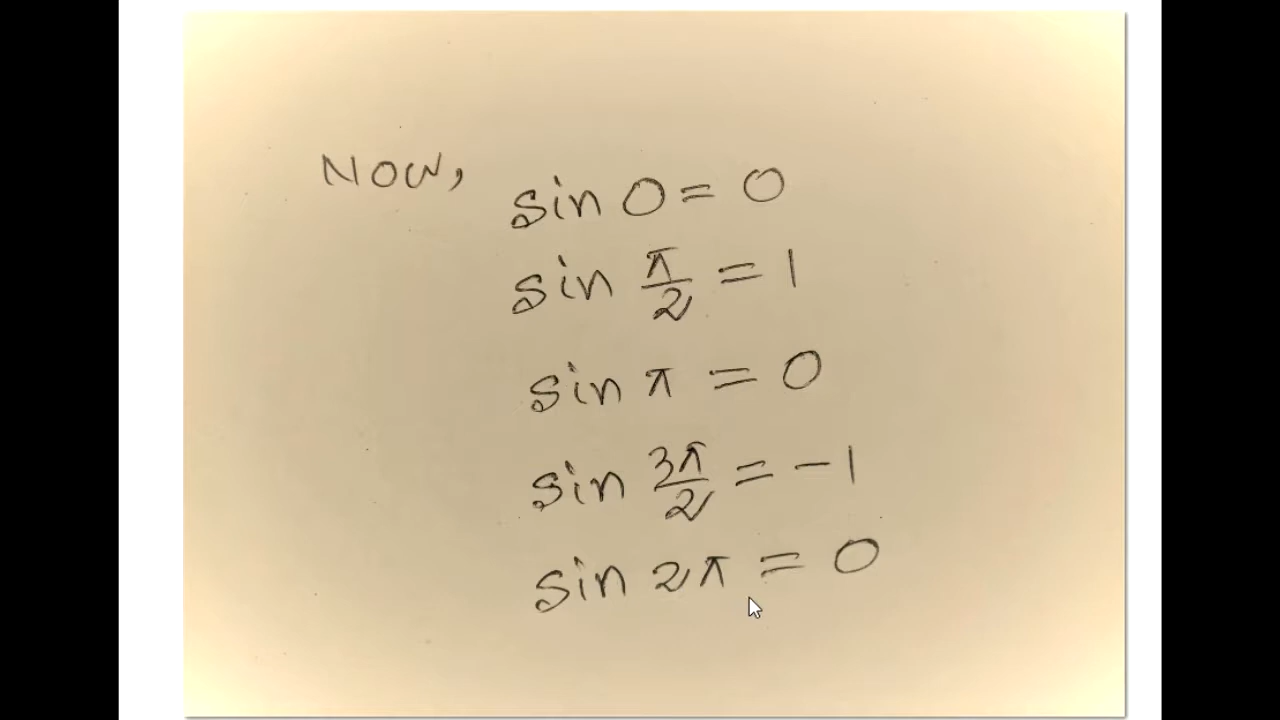 Now,
sin 0 = 0
sin π/2 = 1
sin π = 0
sin 3π/2 = -1
sin 2π = 0